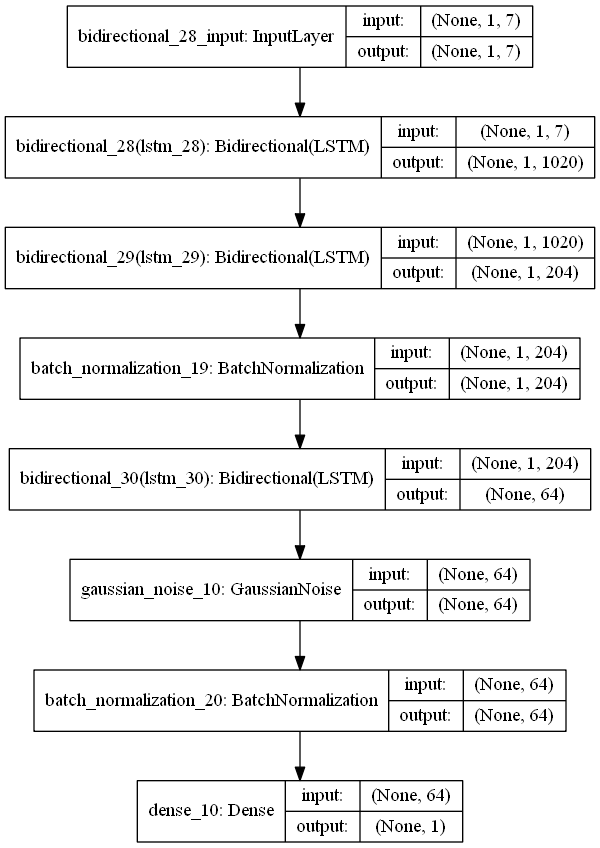 bidirectional_28_input: InputLayer
input: (None, 1, 7)
output: (None, 1, 7)
bidirectional_28(lstm_28): Bidirectional(LSTM)
input: (None, 1, 7)
output: (None, 1, 1020)
bidirectional_29(lstm_29): Bidirectional(LSTM)
input: (None, 1, 1020)
output: (None, 1, 204)
batch_normalization_19: BatchNormalization
input: (None, 1, 204)
output: (None, 1, 204)
bidirectional_30(lstm_30): Bidirectional(LSTM)
input: (None, 1, 204)
output: (None, 64)
gaussian_noise_10: GaussianNoise
input: (None, 64)
output: (None, 64)
batch_normalization_20: BatchNormalization
input: (None, 64)
output: (None, 64)
dense_10: Dense
input: (None, 64)
output: (None, 1)